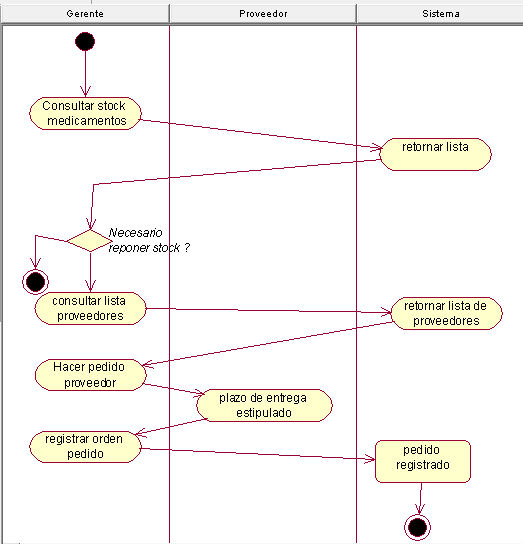 Gerente
Proveedor
Sistema
Consultar stock
medicamentos
retornar lista
Necesario
reponer stock ?
consultar lista
proveedores
retornar lista de
proveedores
Hacer pedido
proveedor
plazo de entrega
estipulado
registrar orden
pedido
pedido
registrado